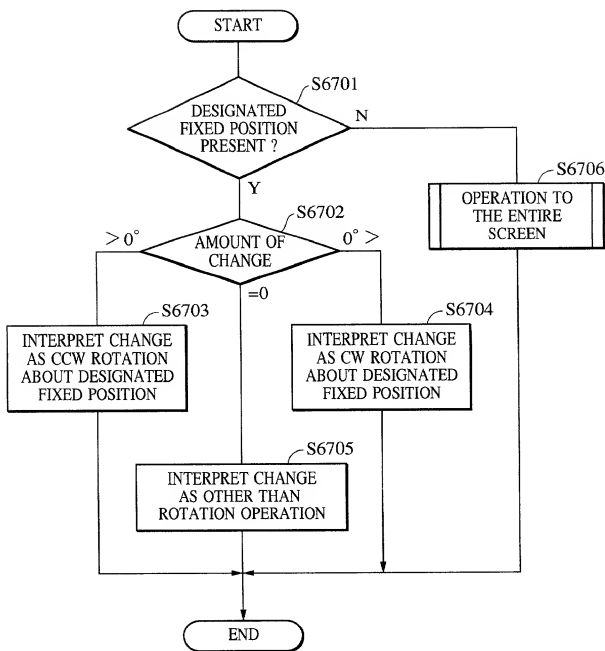 START
S6701
DESIGNATED
FIXED POSITION
PRESENT ?
N
Y
S6706
OPERATION TO
THE ENTIRE
SCREEN
S6702
AMOUNT OF
CHANGE
>0°
0°>
=0
S6703
INTERPRET CHANGE
AS CCW ROTATION
ABOUT DESIGNATED
FIXED POSITION
S6704
INTERPRET CHANGE
AS CW ROTATION
ABOUT DESIGNATED
FIXED POSITION
S6705
INTERPRET CHANGE
AS OTHER THAN
ROTATION OPERATION
END